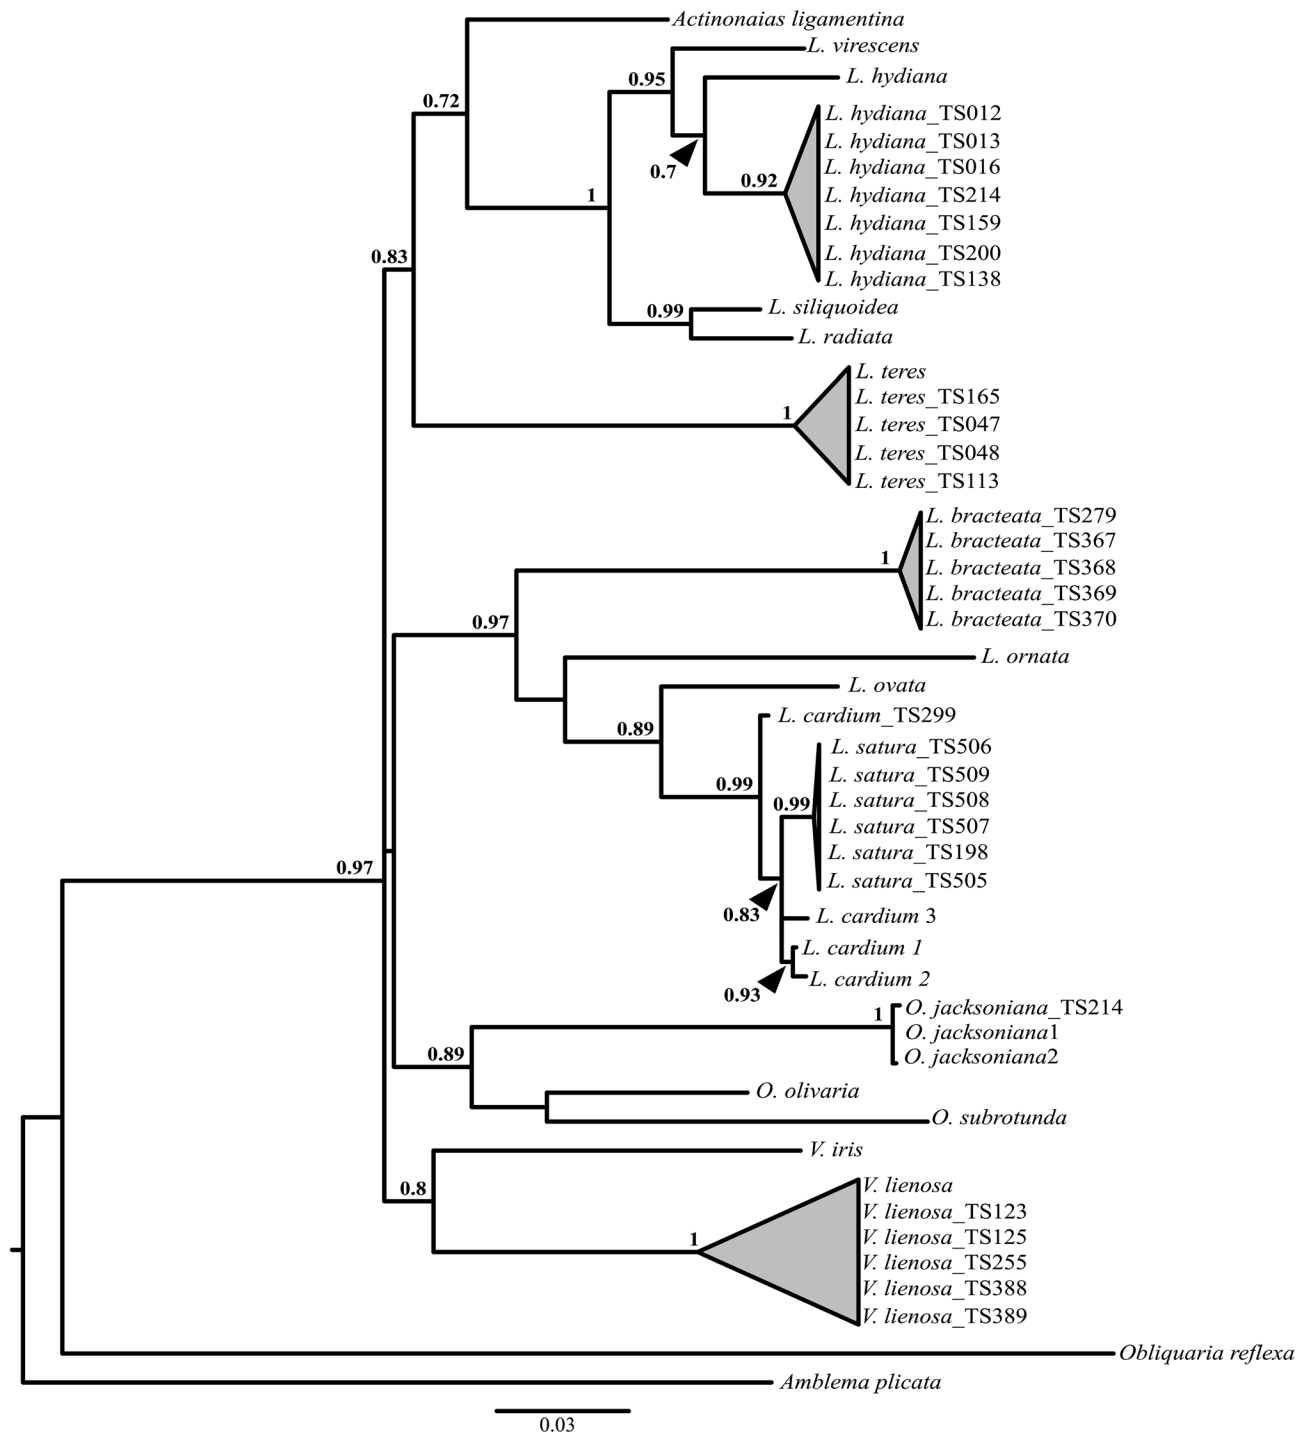 Actinonaias ligamentina
L. virescens
0.95
L. hydiana
0.72
L. hydiana_TS012
L. hydiana_TS013
0.7
L. hydiana_TS016
0.92
1
L. hydiana_TS214
L. hydiana_TS159
0.83
L. hydiana_TS200
L. hydiana_TS138
L. siliquoidea
0.99
L. radiata
L. teres
L. teres_TS165
1
L. teres_TS047
L. teres_TS048
L. teres_TS113
L. bracteata_TS279
L. bracteata_TS367
1
L. bracteata_TS368
L. bracteata_TS369
L. bracteata_TS370
0.97
L. ornata
L. ovata
L. cardium_TS299
0.89
L. satura_TS506
L. satura_TS509
0.99
L. satura_TS508
0.99
L. satura_TS507
L. satura_TS198
0.97
L. satura_TS505
0.83
L. cardium 3
L. cardium 1
L. cardium 2
0.93
O. jacksoniana_TS214
1
O. jacksoniana1
0.89
O. jacksoniana2
O. olivaria
O. subrotunda
V. iris
0.8
V. lienosa
V. lienosa_TS123
1
V. lienosa_TS125
V. lienosa_TS255
V. lienosa_TS388
V. lienosa_TS389
Obliquaria reflexa
Amblema plicata
0.03